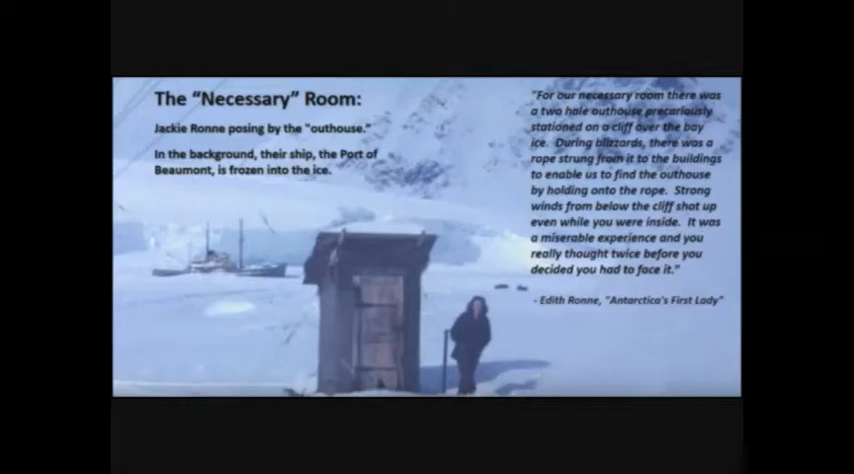 The “Necessary” Room:
Jackie Ronne posing by the "outhouse."
In the background, their ship, the Port of
Beaumont, is frozen into the ice.
"For our necessary room there was
a two hole outhouse precariously
stationed on a cliff over the bay
ice. During blizzards, there was a
rope strung from it to the buildings
to enable us to find the outhouse
by holding onto the rope. Strong
winds from below the cliff shot up
even while you were inside. It was
a miserable experience and you
really thought twice before you
decided you had to face it."
- Edith Ronne, "Antarctica's First Lady"